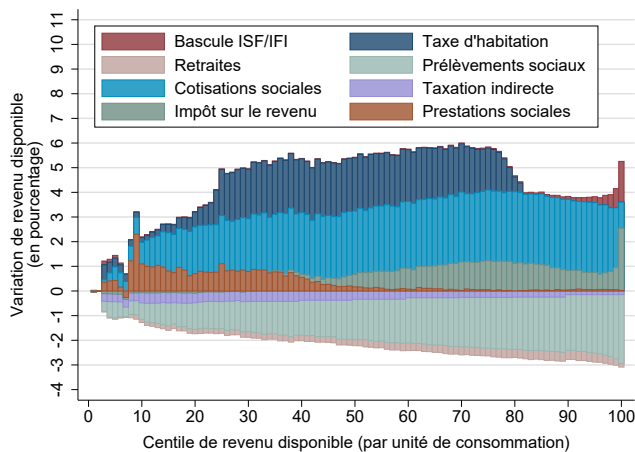 11
10
9
8
7
6
5
4
3
2
1
0
-1
-2
-3
-4
Variation de revenu disponible
(en pourcentage)
Bascule ISF/IFI
Taxe d'habitation
Retraites
Prélèvements sociaux
Cotisations sociales
Taxation indirecte
Impôt sur le revenu
Prestations sociales
0 10 20 30 40 50 60 70 80 90 100
Centile de revenu disponible (par unité de consommation)